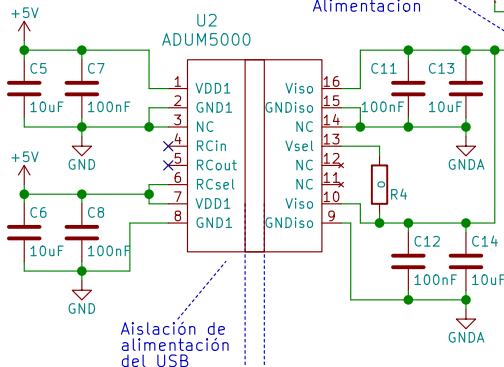 Alimentacion
+5V
U2
ADUM5000
C5
10uF
C7
100nF
GND
1 VDD1
2 GND1
3 NC
4 RCin
5 RCout
6 RCsel
7 VDD1
8 GND1
Viso 16
GNDiso 15
NC 14
Vsel 13
NC 12
NC 11
Viso 10
GNDiso 9
C11
100nF
C13
10uF
GNDA
0
R4
+5V
C6
10uF
C8
100nF
GND
C12
100nF
C14
10uF
GNDA
Aislación de
alimentación
del USB